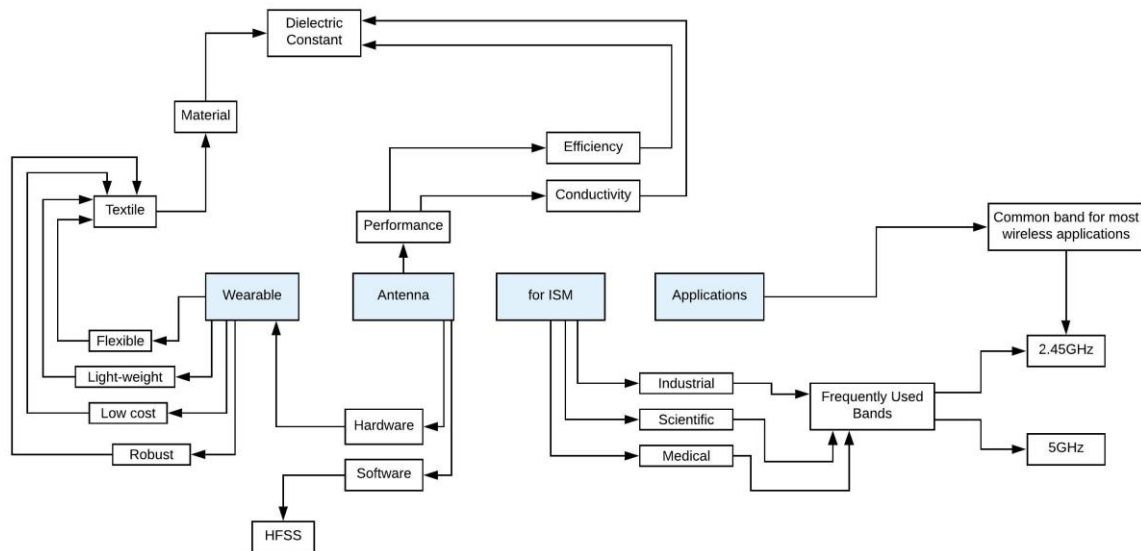 Dielectric
Constant
Material
Efficiency
Textile
Conductivity
Performance
Common band for most
wireless applications
Wearable
Antenna
for ISM
Applications
Flexible
2.45GHz
Light-weight
Industrial
Frequently Used
Bands
Low cost
Hardware
Scientific
Robust
Medical
5GHz
Software
HFSS